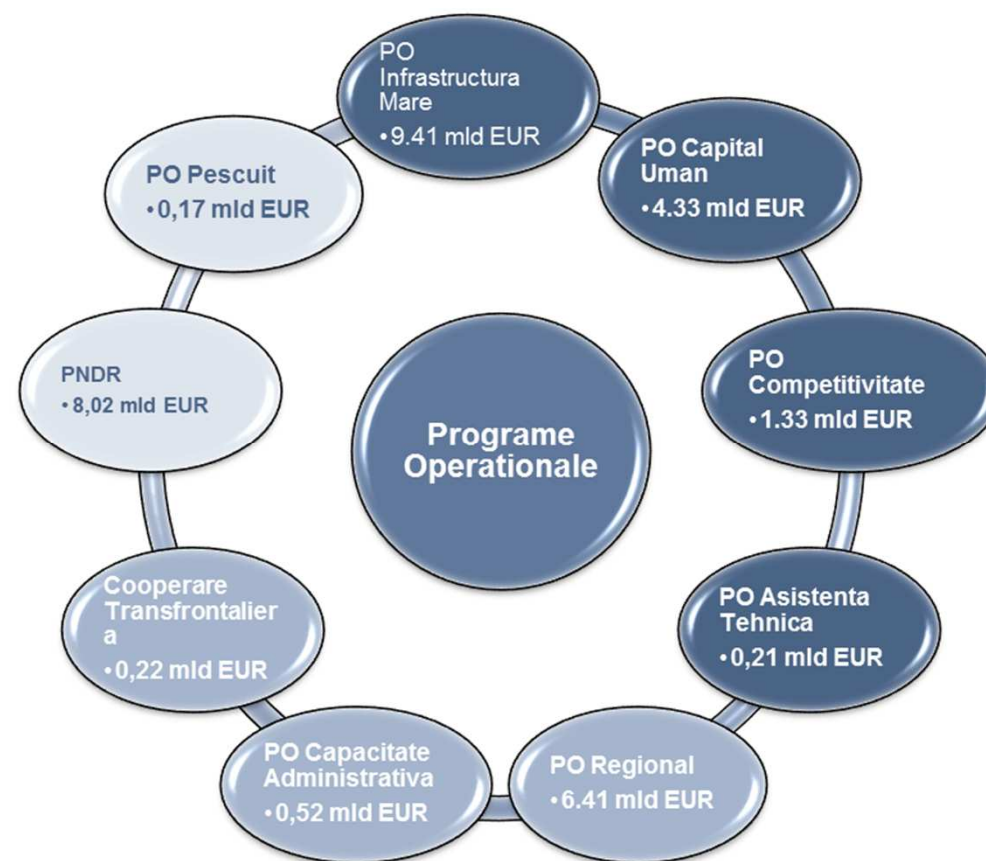 PO
Infrastructura
Mare
•9.41 mld EUR
PO Capital
Uman
•4.33 mld EUR
PO
Competitivitate
•1.33 mld EUR
PO Asistenta
Tehnica
•0,21 mld EUR
PO Regional
•6.41 mld EUR
PO Capacitate
Administrativa
•0,52 mld EUR
Cooperare
Transfrontalier
a
•0,22 mld EUR
PNDR
•8,02 mld EUR
PO Pescuit
•0,17 mld EUR
Programe
Operationale